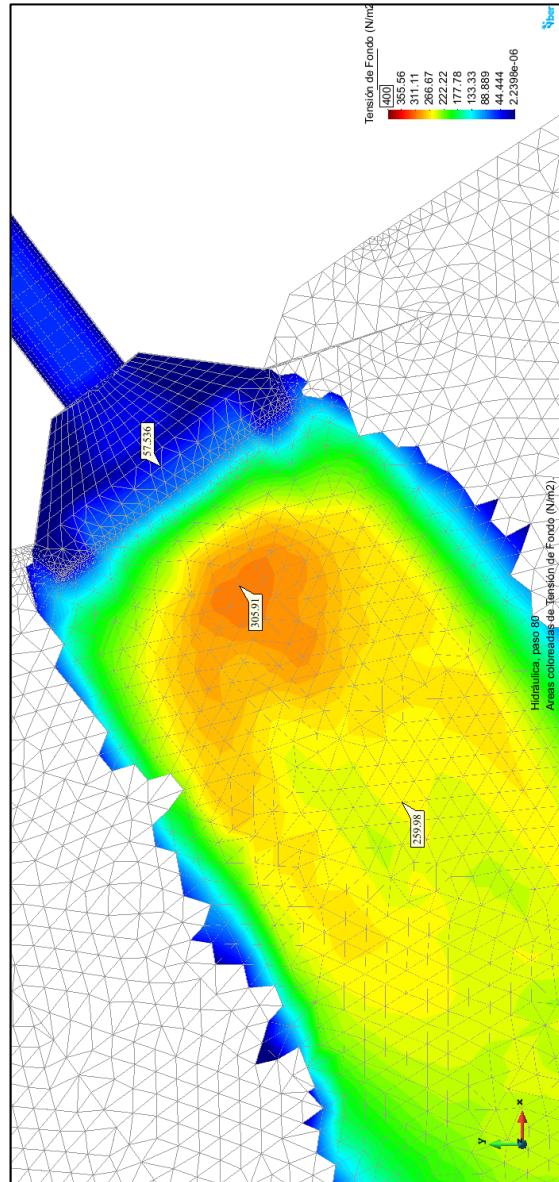 Tensión de Fondo (N/m2
400
355.56
311.11
266.67
222.22
177.78
133.33
88.889
44.444
2.2398e-06
57.536
305.91
259.98
Hidráulica, paso 80
Areas coloreadas de Tensión de Fondo (N/m2)
y
x
Iber